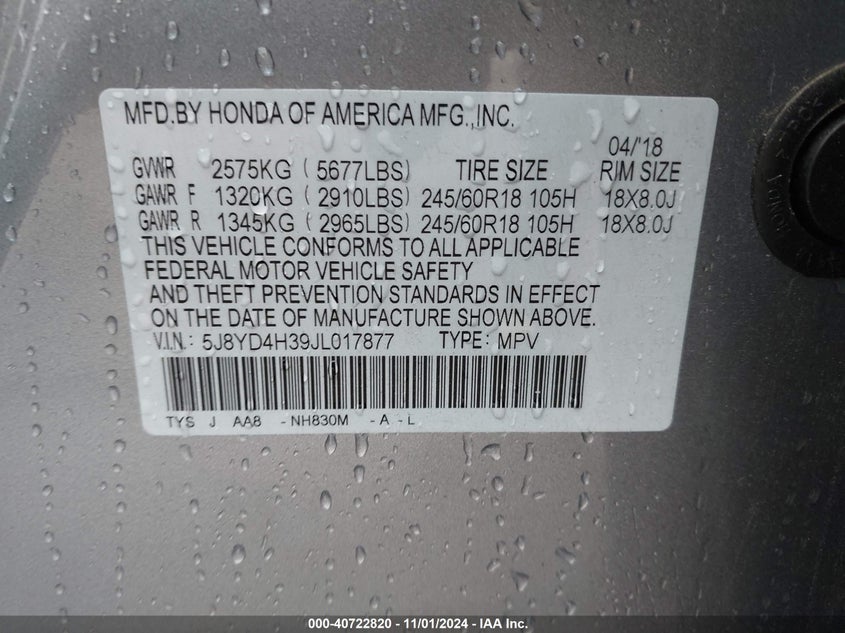 MFD.BY HONDA OF AMERICA MFG.,INC.
04/'18
GVWR 2575KG ( 5677LBS) TIRE SIZE RIM SIZE
GAWR F 1320KG ( 2910LBS) 245/60R18 105H 18X8.0J
GAWR R 1345KG ( 2965LBS) 245/60R18 105H 18X8.0J
THIS VEHICLE CONFORMS TO ALL APPLICABLE
FEDERAL MOTOR VEHICLE SAFETY
AND THEFT PREVENTION STANDARDS IN EFFECT
ON THE DATE OF MANUFACTURE SHOWN ABOVE.
V.I.N.: 5J8YD4H39JL017877 TYPE: MPV
TYS J AA8 -NH830M -A-L
000-40722820 - 11/01/2024 - IAA Inc.